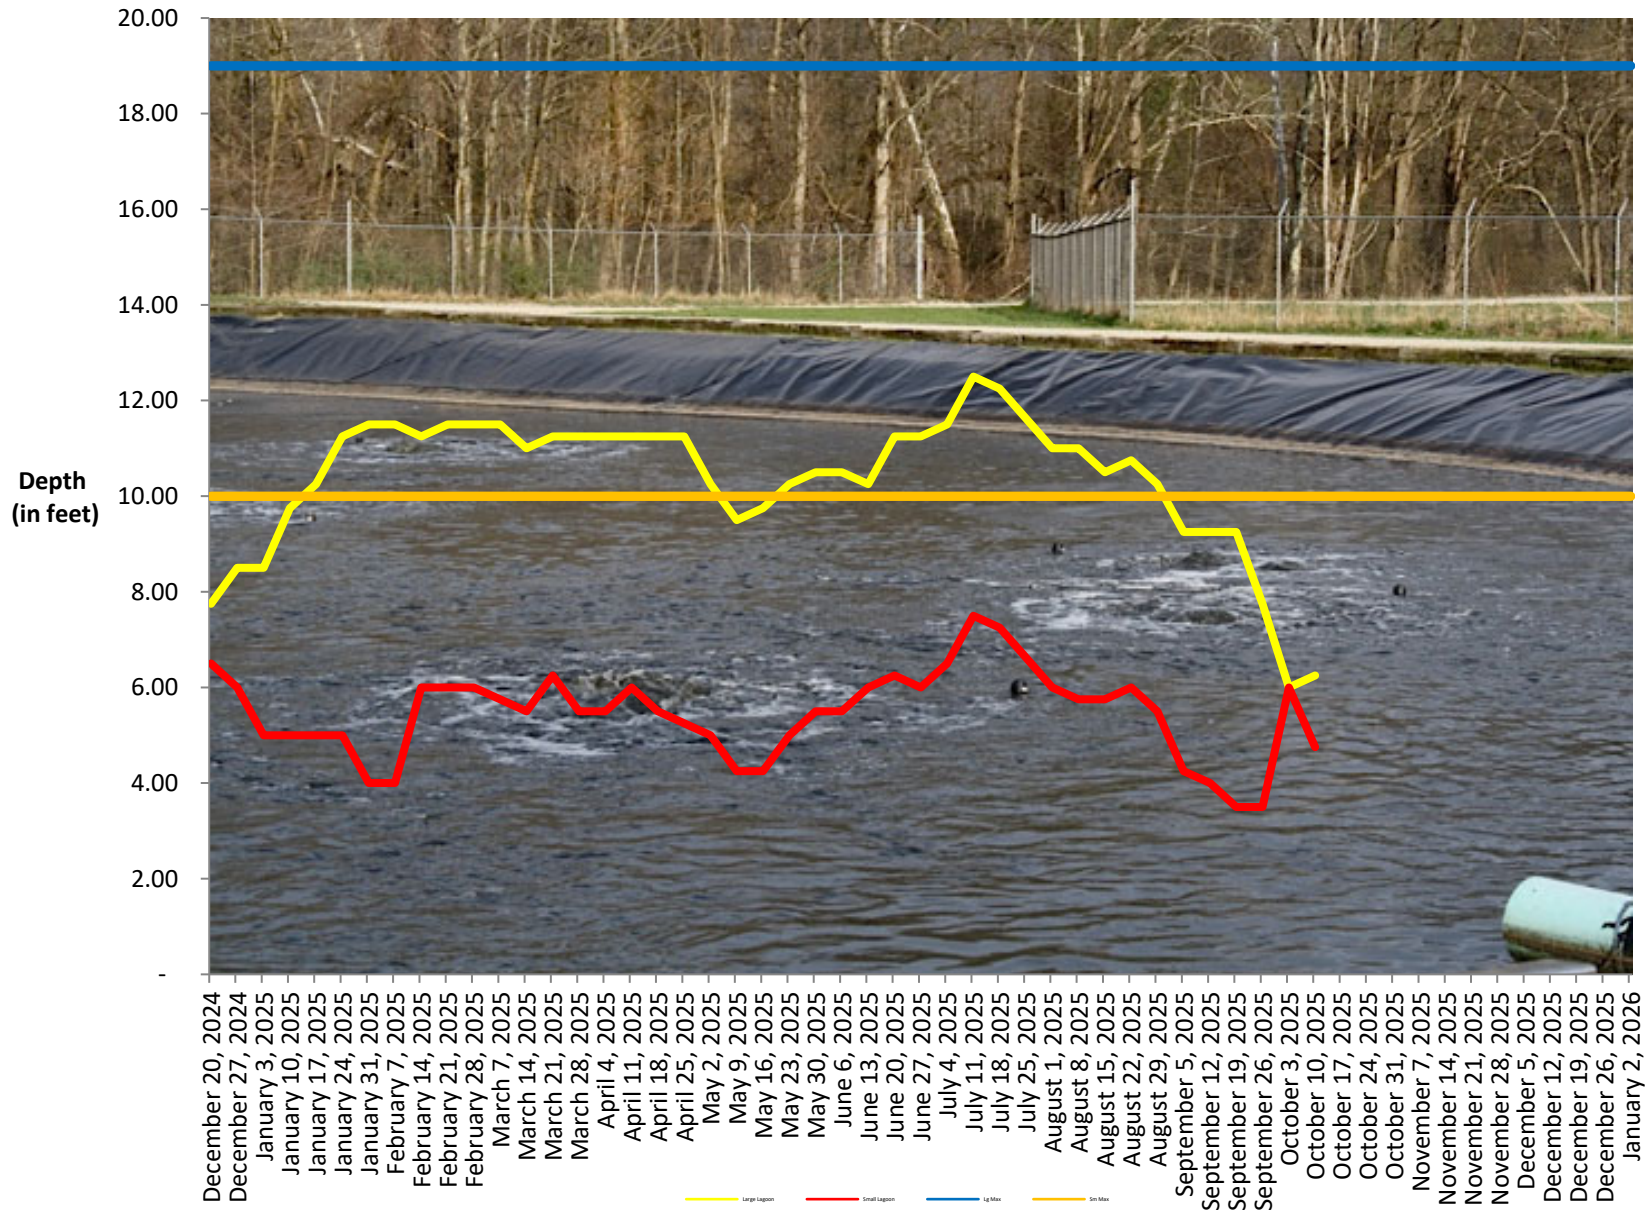 20.00
18.00
16.00
14.00
12.00
10.00
8.00
6.00
4.00
2.00
-
Depth
(in feet)
December 20, 2024
December 27, 2024
January 3, 2025
January 10, 2025
January 17, 2025
January 24, 2025
January 31, 2025
February 7, 2025
February 14, 2025
February 21, 2025
February 28, 2025
March 7, 2025
March 14, 2025
March 21, 2025
March 28, 2025
April 4, 2025
April 11, 2025
April 18, 2025
April 25, 2025
May 2, 2025
May 9, 2025
May 16, 2025
May 23, 2025
May 30, 2025
June 6, 2025
June 13, 2025
June 20, 2025
June 27, 2025
July 4, 2025
July 11, 2025
July 18, 2025
July 25, 2025
August 1, 2025
August 8, 2025
August 15, 2025
August 22, 2025
August 29, 2025
September 5, 2025
September 12, 2025
September 19, 2025
September 26, 2025
October 3, 2025
October 10, 2025
October 17, 2025
October 24, 2025
October 31, 2025
November 7, 2025
November 14, 2025
November 21, 2025
November 28, 2025
December 5, 2025
December 12, 2025
December 19, 2025
December 26, 2025
January 2, 2026
Large Lagoon
Small Lagoon
Lg Max
Sm Max